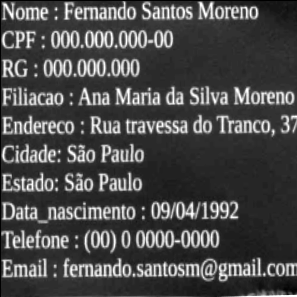 Nome : Fernando Santos Moreno
CPF : 000.000.000-00
RG : 000.000.000
Filiacao : Ana Maria da Silva Moreno
Endereco : Rua travessa do Tranco, 37
Cidade: São Paulo
Estado: São Paulo
Data_nascimento : 09/04/1992
Telefone : (00) 0 0000-0000
Email : fernando.santosm@gmail.com